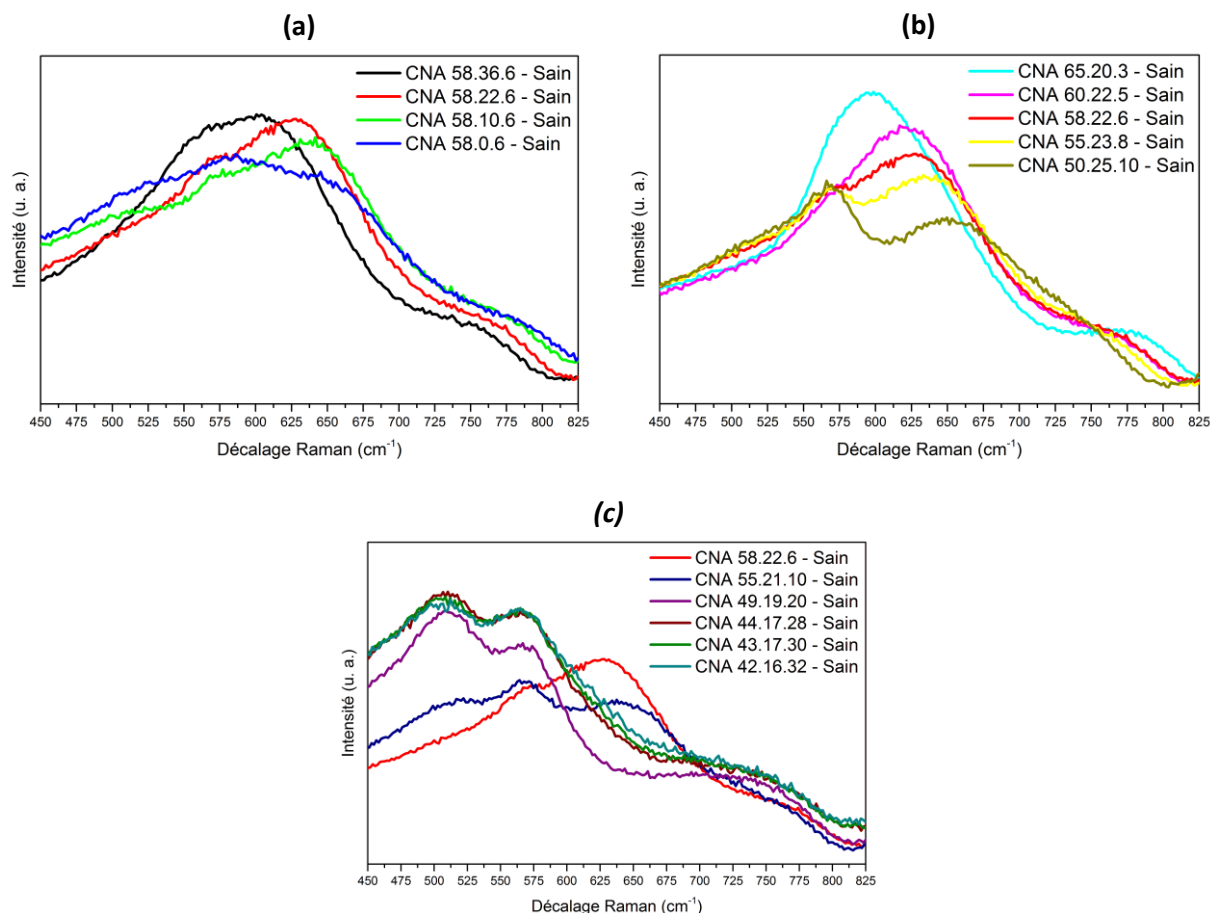 (a)
CNA 58.36.6 - Sain
CNA 58.22.6 - Sain
CNA 58.10.6 - Sain
CNA 58.0.6 - Sain
Intensité (u. a.)
450 475 500 525 550 575 600 625 650 675 700 725 750 775 800 825
Décalage Raman (cm-1)
(b)
CNA 65.20.3 - Sain
CNA 60.22.5 - Sain
CNA 58.22.6 - Sain
CNA 55.23.8 - Sain
CNA 50.25.10 - Sain
Intensité (u. a.)
450 475 500 525 550 575 600 625 650 675 700 725 750 775 800 825
Décalage Raman (cm-1)
(c)
CNA 58.22.6 - Sain
CNA 55.21.10 - Sain
CNA 49.19.20 - Sain
CNA 44.17.28 - Sain
CNA 43.17.30 - Sain
CNA 42.16.32 - Sain
Intensité (u. a.)
450 475 500 525 550 575 600 625 650 675 700 725 750 775 800 825
Décalage Raman (cm-1)